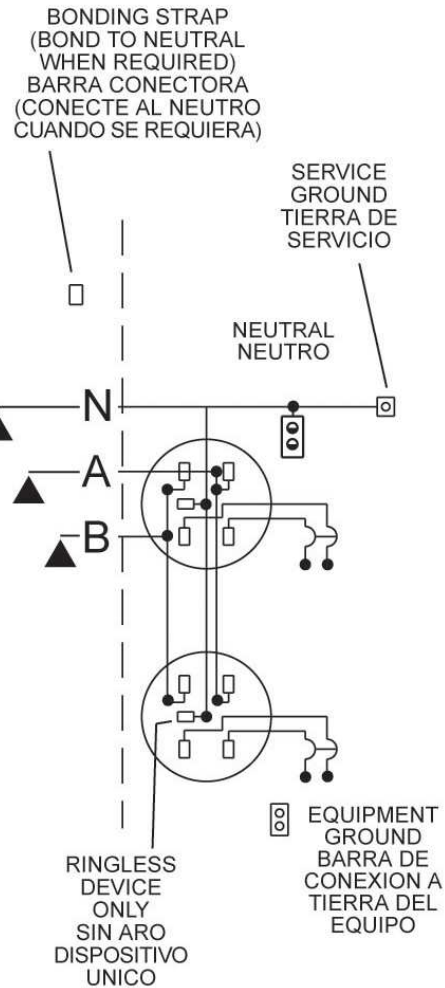 BONDING STRAP
(BOND TO NEUTRAL
WHEN REQUIRED)
BARRA CONECTORA
(CONECTE AL NEUTRO
CUANDO SE REQUIERA)
SERVICE
GROUND
TIERRA DE
SERVICIO
NEUTRAL
NEUTRO
N
A
B
EQUIPMENT
GROUND
BARRA DE
CONEXION A
TIERRA DEL
EQUIPO
RINGLESS
DEVICE
ONLY
SIN ARO
DISPOSITIVO
UNICO